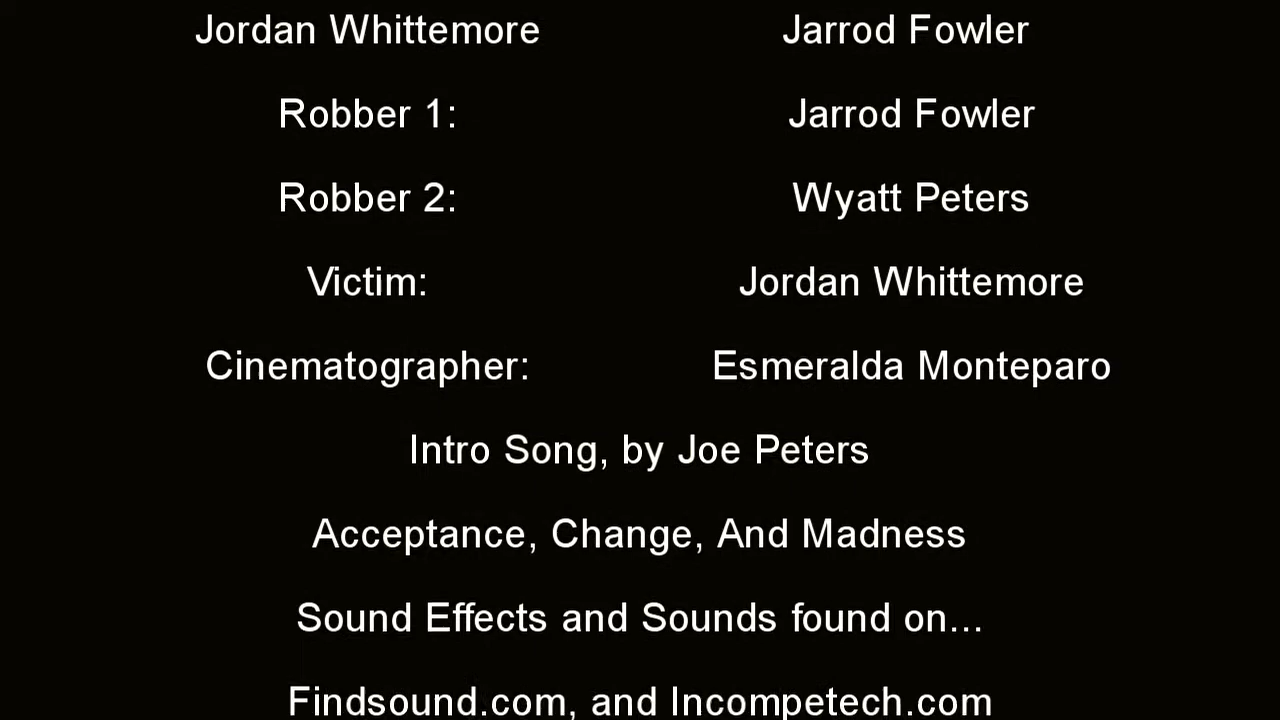 Jordan Whittemore Jarrod Fowler
Robber 1: Jarrod Fowler
Robber 2: Wyatt Peters
Victim: Jordan Whittemore
Cinematographer: Esmeralda Monteparo
Intro Song, by Joe Peters
Acceptance, Change, And Madness
Sound Effects and Sounds found on...
Findsound.com, and Incompetech.com